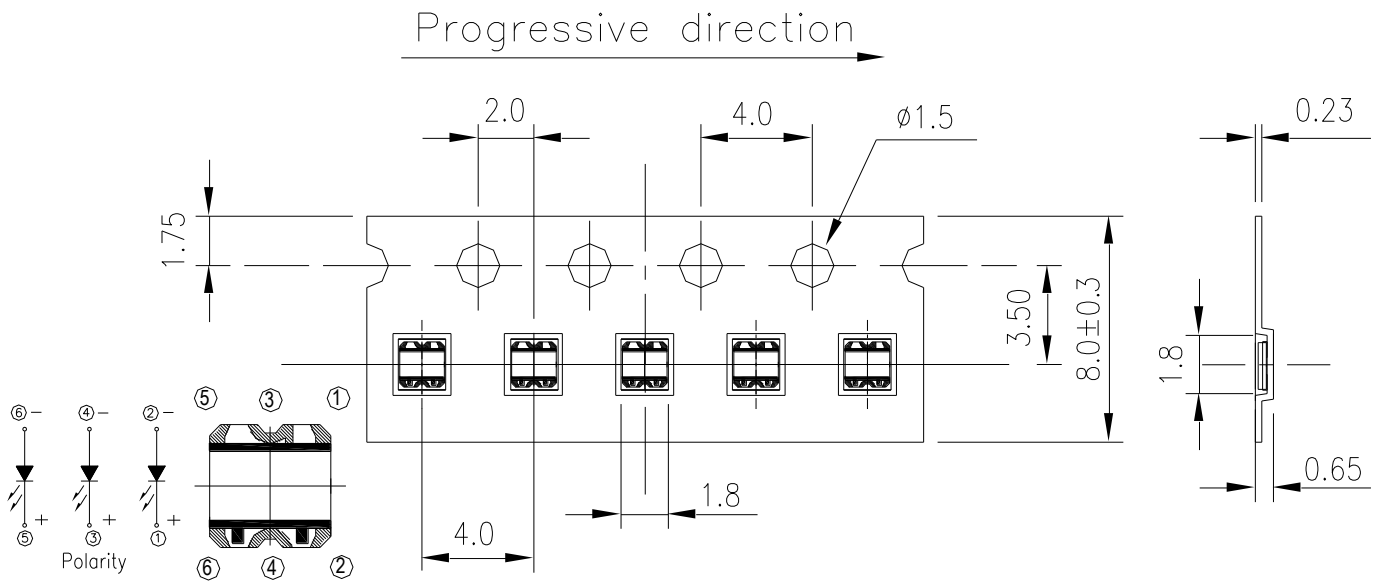 Progressive direction
2.0
4.0
ø1.5
0.23
1.75
3.50
8.0±0.3
1.8
0.65
1.8
4.0
⑤ ③ ①
⑥ ④ ②
⑥ - ④ - ② -
+ + +
⑤ ③ ①
Polarity